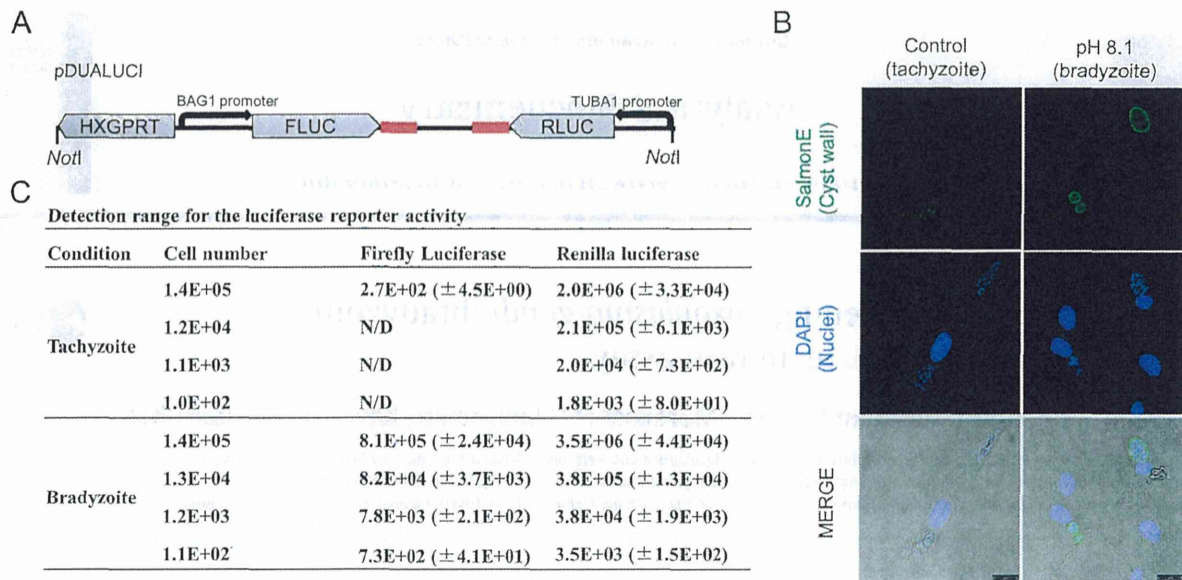 A
pDUALUCI
BAG1 promoter
TUBA1 promoter
HXGPRT
FLUC
RLUC
NotI
NotI
B
Control
(tachyzoite)
pH 8.1
(bradyzoite)
SalmonE
(Cyst wall)
DAPI
(Nuclei)
MERGE
C
Detection range for the luciferase reporter activity
Condition Cell number Firefly Luciferase Renilla luciferase
Tachyzoite
1.4E+05 2.7E+02 (±4.5E+00) 2.0E+06 (±3.3E+04)
1.2E+04 N/D 2.1E+05 (±6.1E+03)
1.1E+03 N/D 2.0E+04 (±7.3E+02)
1.0E+02 N/D 1.8E+03 (±8.0E+01)
Bradyzoite
1.4E+05 8.1E+05 (±2.4E+04) 3.5E+06 (±4.4E+04)
1.3E+04 8.2E+04 (±3.7E+03) 3.8E+05 (±1.3E+04)
1.2E+03 7.8E+03 (±2.1E+02) 3.8E+04 (±1.9E+03)
1.1E+02 7.3E+02 (±4.1E+01) 3.5E+03 (±1.5E+02)